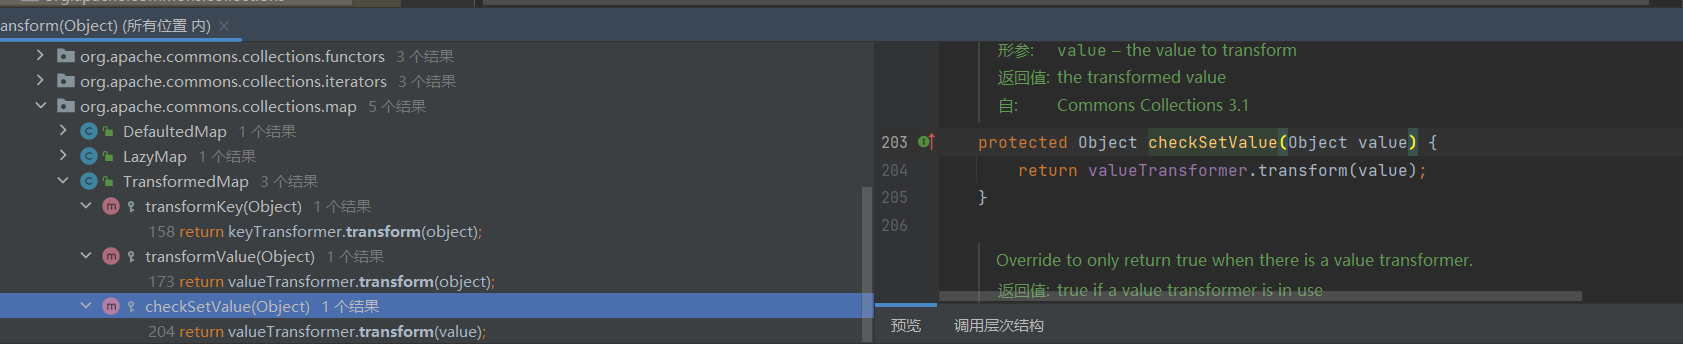 ansform(Object) (所有位置 内) ×
org.apache.commons.collections.functors 3 个结果
org.apache.commons.collections.iterators 3 个结果
org.apache.commons.collections.map 5 个结果
DefaultedMap 1 个结果
LazyMap 1 个结果
TransformedMap 3 个结果
transformKey(Object) 1 个结果
158 return keyTransformer.transform(object);
transformValue(Object) 1 个结果
173 return valueTransformer.transform(object);
checkSetValue(Object) 1 个结果
204 return valueTransformer.transform(value);
形参: value – the value to transform
返回值: the transformed value
自: Commons Collections 3.1
203 protected Object checkSetValue(Object value) {
204 return valueTransformer.transform(value);
205 }
206
Override to only return true when there is a value transformer.
返回值: true if a value transformer is in use
预览 调用层次结构